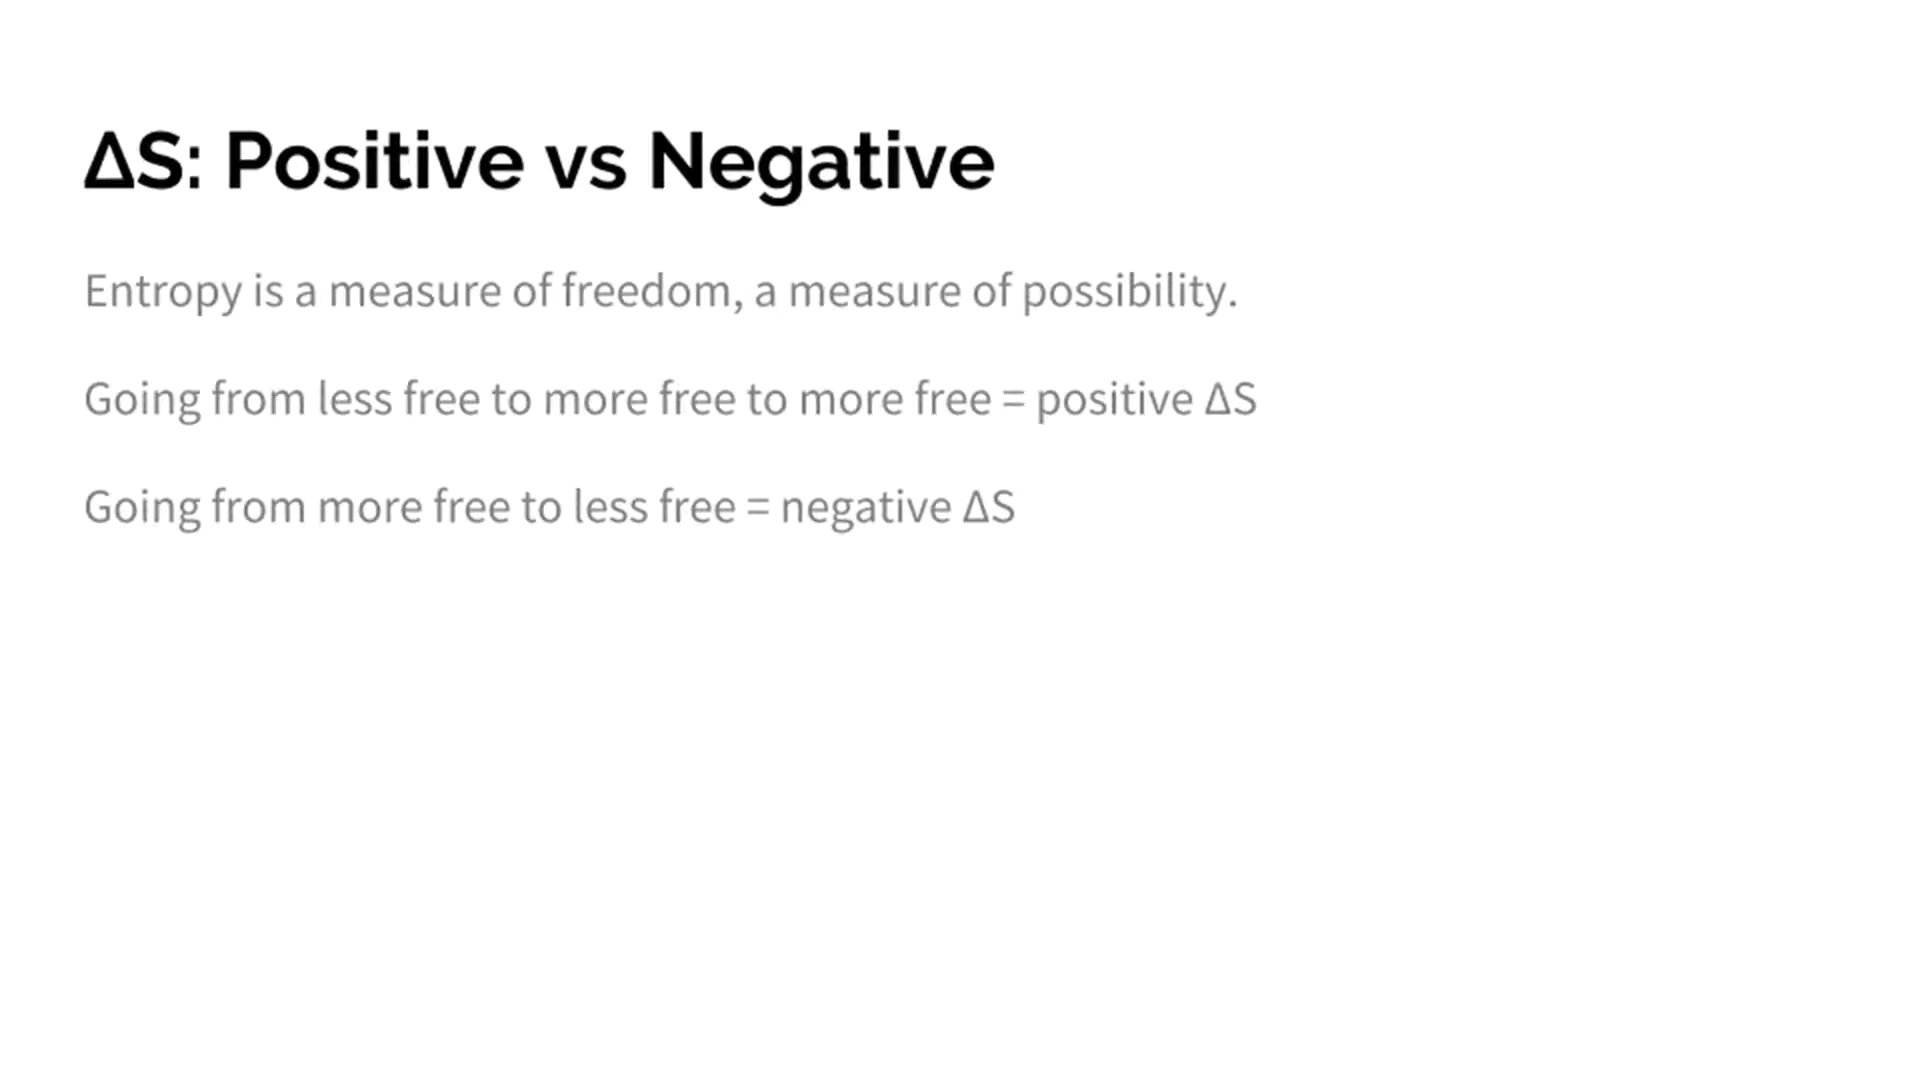 ΔS: Positive vs Negative
Entropy is a measure of freedom, a measure of possibility.
Going from less free to more free to more free = positive ΔS
Going from more free to less free = negative ΔS